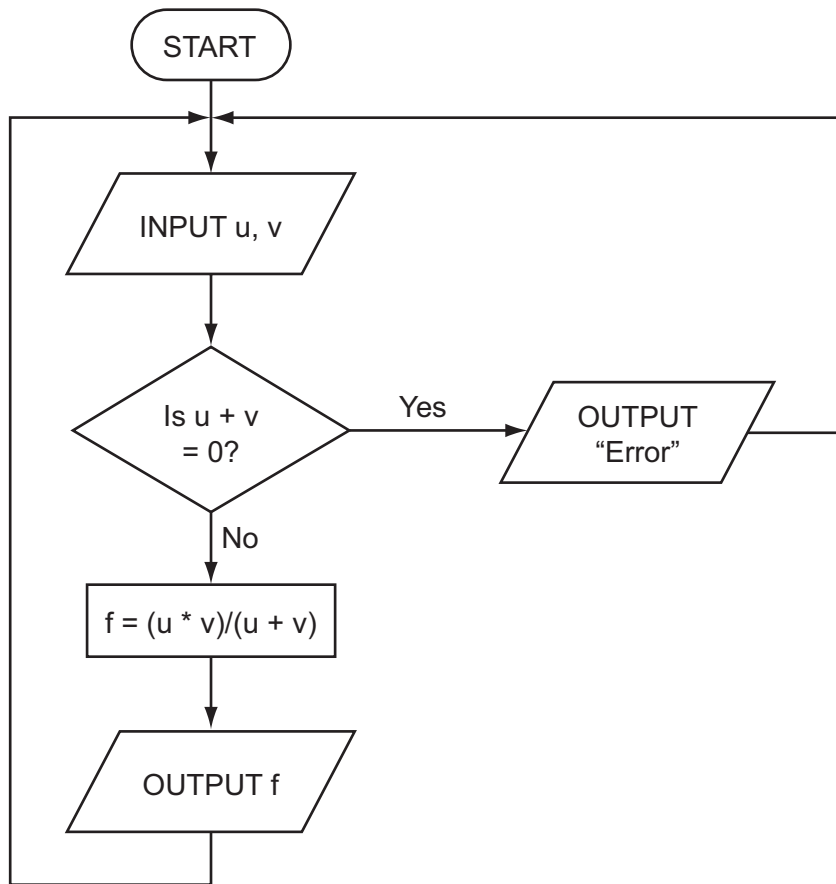 START
INPUT u, v
Is u + v
= 0?
Yes
OUTPUT
“Error”
No
f = (u * v)/(u + v)
OUTPUT f